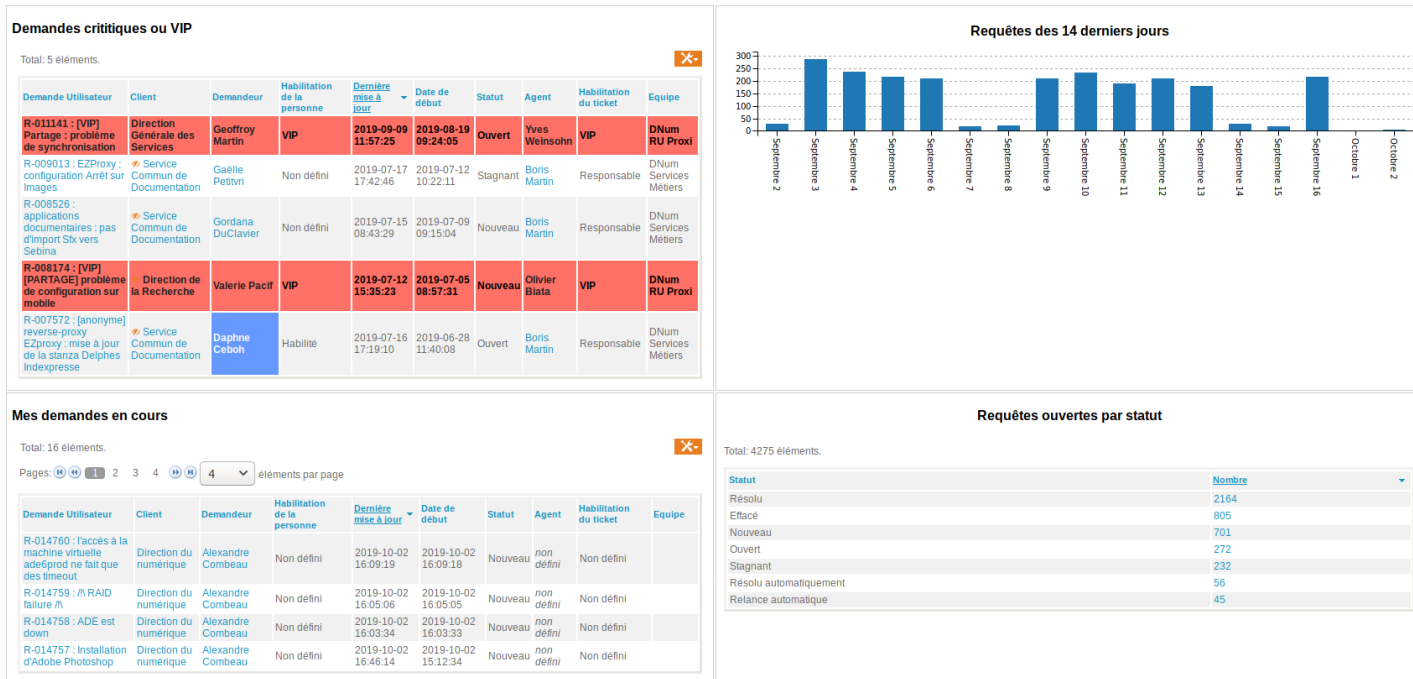 Demandes crititiques ou VIP
Total: 5 éléments.
Demande Utilisateur
Client
Demandeur
Habilitation
de la
personne
Dernière
mise à
jour
Date de
début
Statut
Agent
Habilitation
du ticket
Equipe
R-011141 : [VIP]
Partage : problème
de synchronisation
Direction
Générale des
Services
Geoffroy
Martin
VIP
2019-09-09
11:57:25
2019-08-19
09:24:05
Ouvert
Yves
Weinsohn
VIP
DNum
RU Proxi
R-009013 : EZProxy :
configuration Arrêt sur
Images
Service
Commun de
Documentation
Gaëlle
Petitvri
Non défini
2019-07-17
17:42:46
2019-07-12
10:22:11
Stagnant
Boris
Martin
Responsable
DNum
Services
Métiers
R-008526 :
applications
documentaires : pas
d'import Sfx vers
Sebina
Service
Commun de
Documentation
Gordana
DuClavier
Non défini
2019-07-15
08:43:29
2019-07-09
09:15:04
Nouveau
Boris
Martin
Responsable
DNum
Services
Métiers
R-008174 : [VIP]
[PARTAGE] problème
de configuration sur
mobile
Direction de
la Recherche
Valerie Pacif
VIP
2019-07-12
15:35:23
2019-07-05
08:57:31
Nouveau
Olivier
Biata
VIP
DNum
RU Proxi
R-007572 : [anonyme]
reverse-proxy
EZproxy : mise à jour
de la stanza Delphes
Indexpresse
Service
Commun de
Documentation
Daphne
Ceboh
Habilité
2019-07-16
17:19:10
2019-06-28
11:40:08
Ouvert
Boris
Martin
Responsable
DNum
Services
Métiers
Requêtes des 14 derniers jours
300
250
200
150
100
50
0
Septembre 2
Septembre 3
Septembre 4
Septembre 5
Septembre 6
Septembre 7
Septembre 8
Septembre 9
Septembre 10
Septembre 11
Septembre 12
Septembre 13
Septembre 14
Septembre 15
Septembre 16
Octobre 1
Octobre 2
Mes demandes en cours
Total: 16 éléments.
Pages: 1 2 3 4 4 éléments par page
Demande Utilisateur
Client
Demandeur
Habilitation
de la
personne
Dernière
mise à jour
Date de
début
Statut
Agent
Habilitation
du ticket
Equipe
R-014760 : l'accès à la
machine virtuelle
ade6prod ne fait que
des timeout
Direction du
numérique
Alexandre
Combeau
Non défini
2019-10-02
16:09:19
2019-10-02
16:09:18
Nouveau
non
défini
Non défini
R-014759 : /!\ RAID
failure /!\
Direction du
numérique
Alexandre
Combeau
Non défini
2019-10-02
16:05:06
2019-10-02
16:05:05
Nouveau
non
défini
Non défini
R-014758 : ADE est
down
Direction du
numérique
Alexandre
Combeau
Non défini
2019-10-02
16:03:34
2019-10-02
16:03:33
Nouveau
non
défini
Non défini
R-014757 : Installation
d'Adobe Photoshop
Direction du
numérique
Alexandre
Combeau
Non défini
2019-10-02
16:46:14
2019-10-02
15:12:34
Nouveau
non
défini
Non défini
Requêtes ouvertes par statut
Total: 4275 éléments.
Statut Nombre
Résolu 2164
Effacé 805
Nouveau 701
Ouvert 272
Stagnant 232
Résolu automatiquement 56
Relance automatique 45